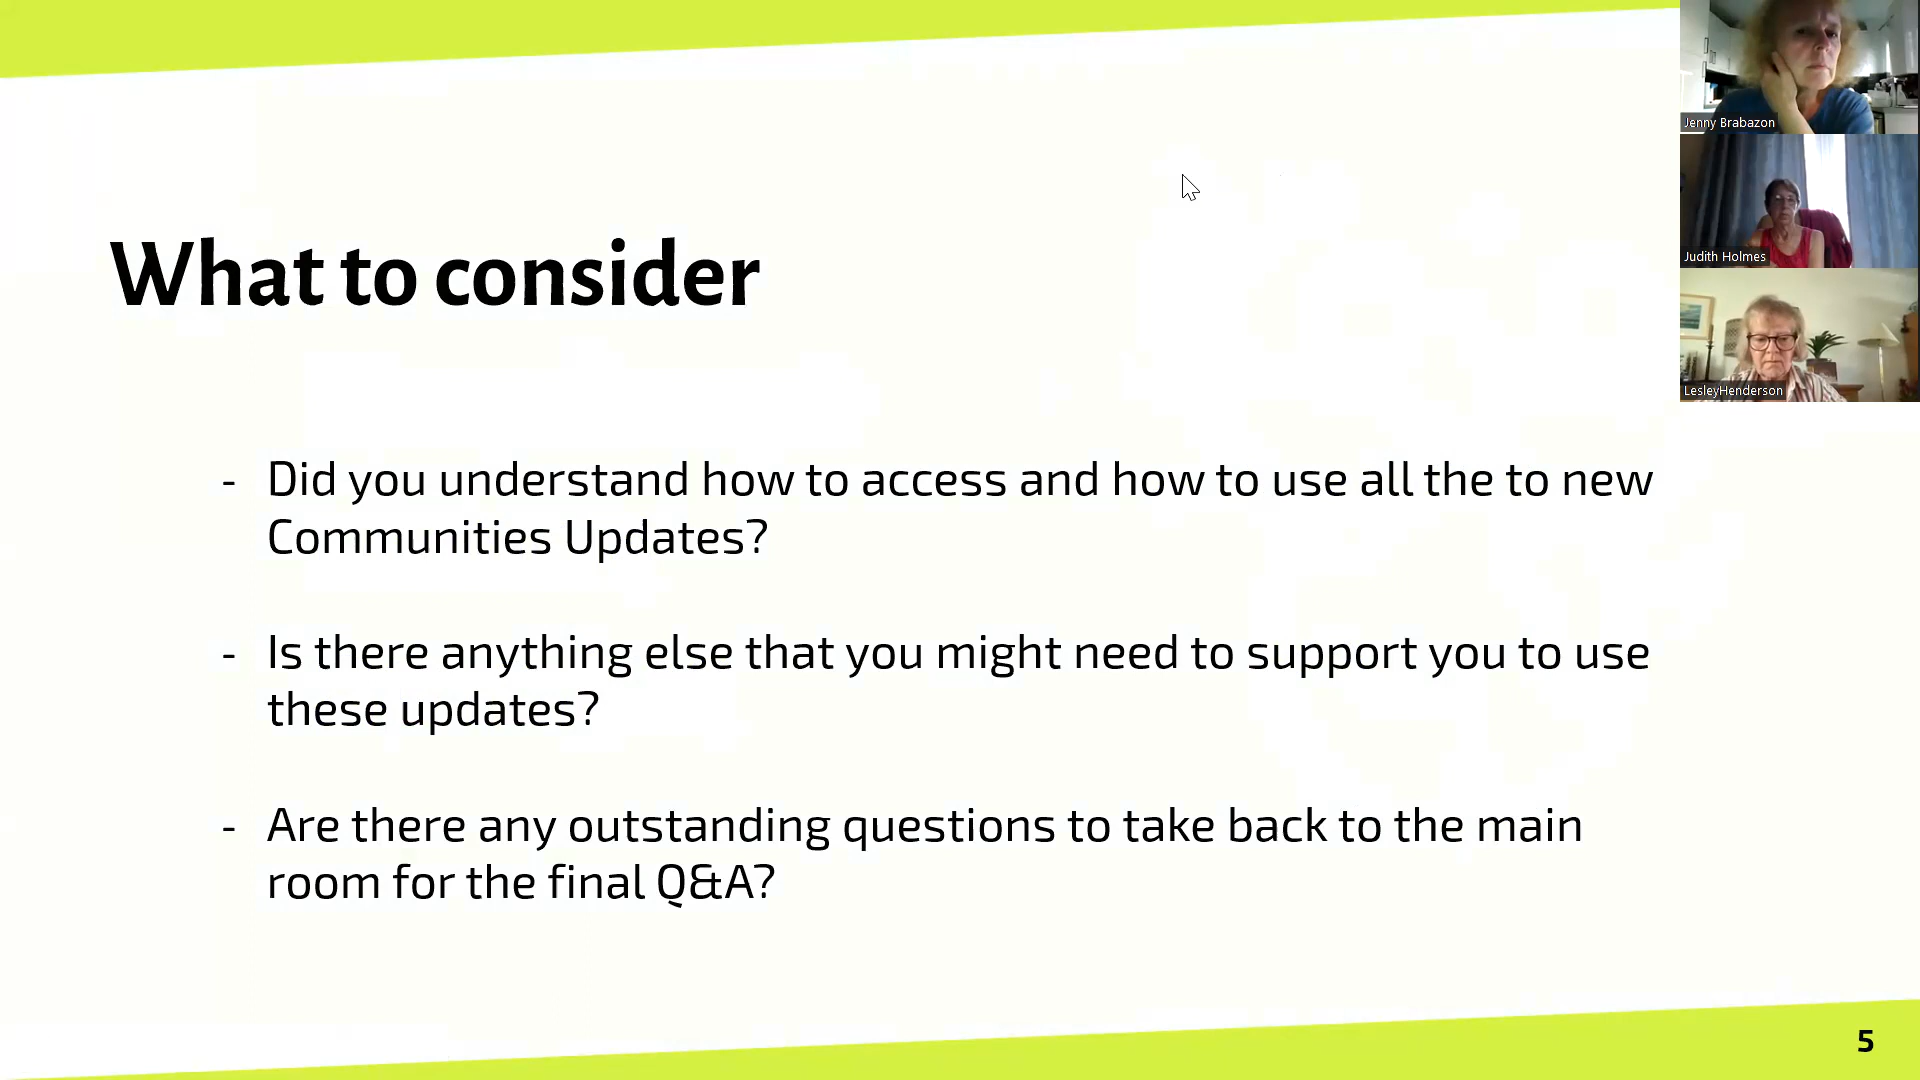 What to consider
- Did you understand how to access and how to use all the to new
Communities Updates?
- Is there anything else that you might need to support you to use
these updates?
- Are there any outstanding questions to take back to the main
room for the final Q&A?
5
Jenny Brabazon
Judith Holmes
LesleyHenderson